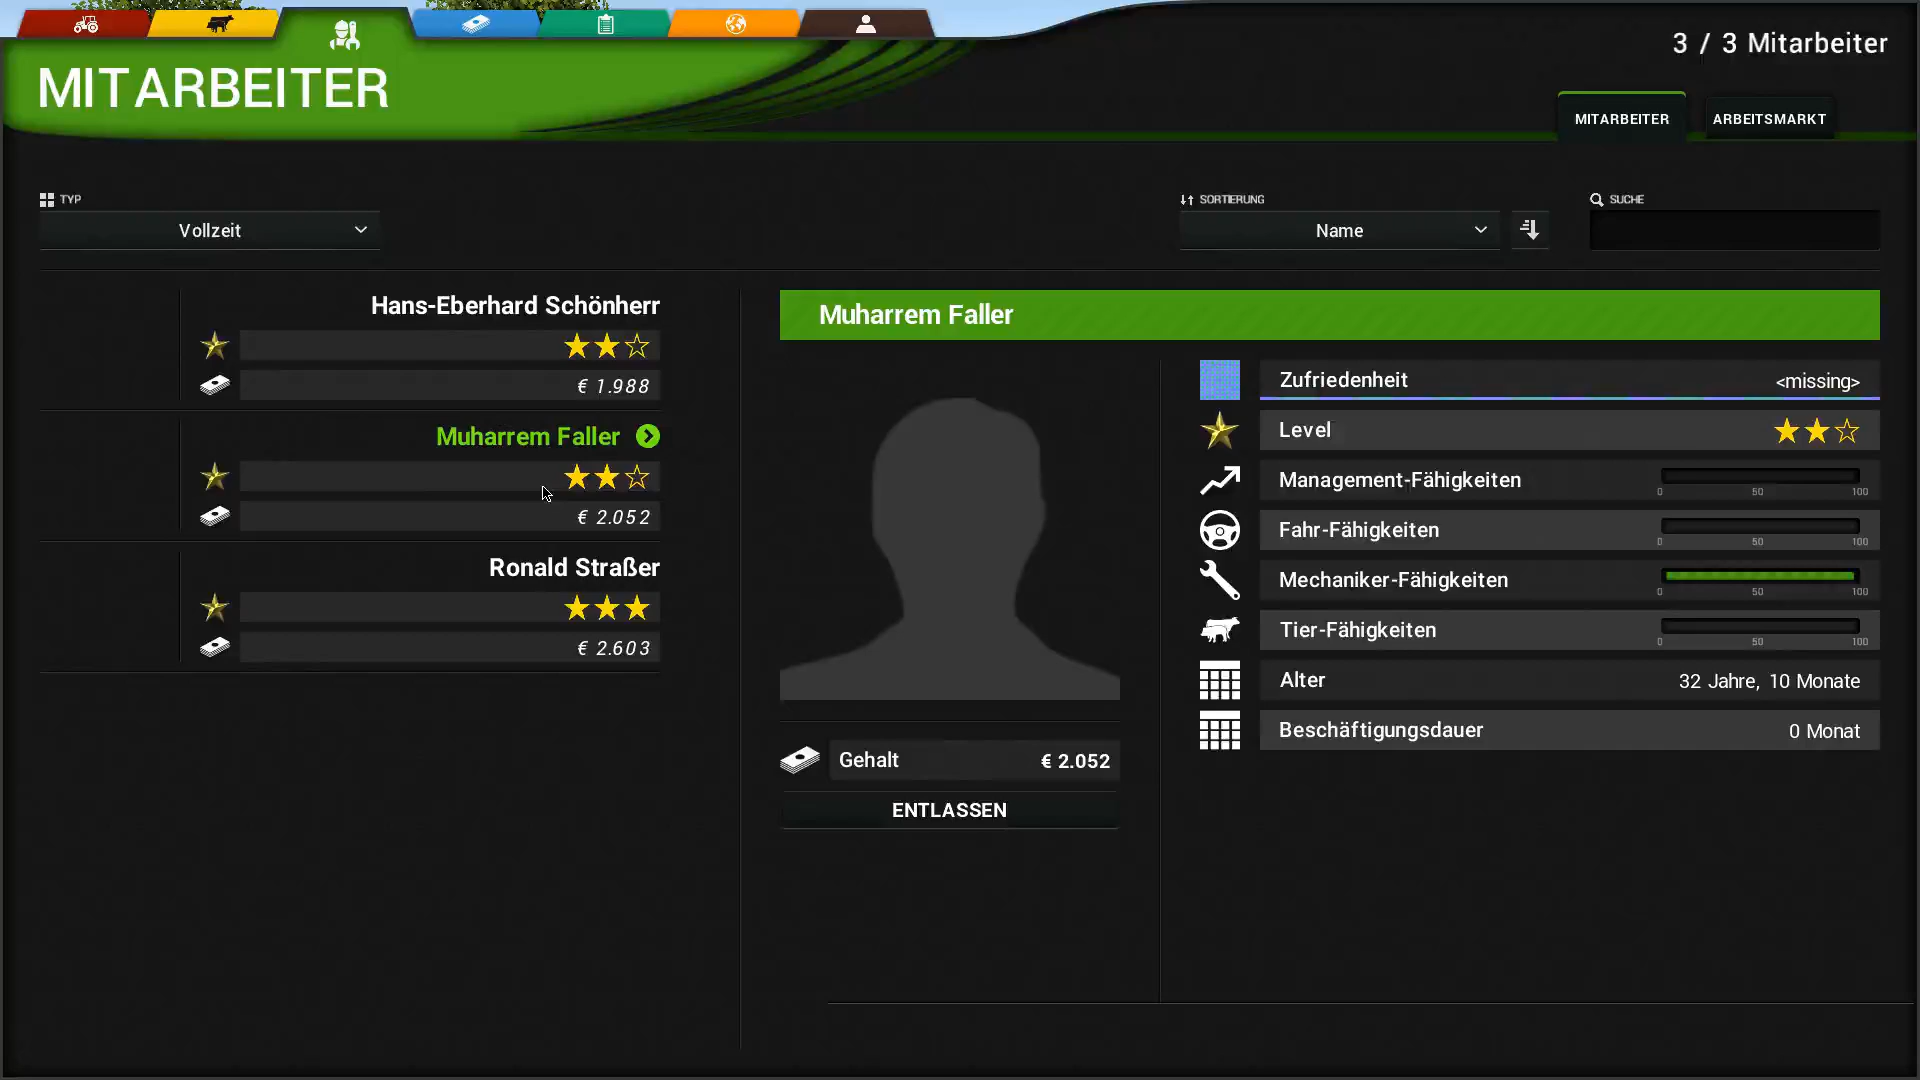 3 / 3 Mitarbeiter
MITARBEITER
MITARBEITER
ARBEITSMARKT
TYP
Vollzeit
SORTIERUNG
Name
SUCHE
Hans-Eberhard Schönherr
€ 1.988
Muharrem Faller
€ 2.052
Ronald Straßer
€ 2.603
Muharrem Faller
Gehalt € 2.052
ENTLASSEN
Zufriedenheit <missing>
Level
Management-Fähigkeiten
0 50 100
Fahr-Fähigkeiten
0 50 100
Mechaniker-Fähigkeiten
0 50 100
Tier-Fähigkeiten
0 50 100
Alter 32 Jahre, 10 Monate
Beschäftigungsdauer 0 Monat